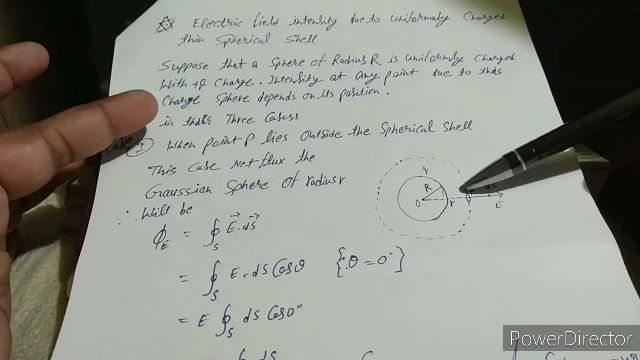 Electric field intensity due to uniformaly Charged
thin Spherical Shell
Suppose that a Sphere of Radius R is uniformly Charged
With +q Charge. Intensity at any point due to this
Charge Sphere depends on its position.
in Three Cases
① When point P lies outside the Spherical Shell
This Case Net flux the
Gaussian Sphere of radius r
∴ Will be
q
R
O
r
E
ϕE = ∮S E⃗ . dS⃗
= ∮S E . dS Cosθ {∵ θ = 0°}
= E ∮S dS Cos0°
PowerDirector